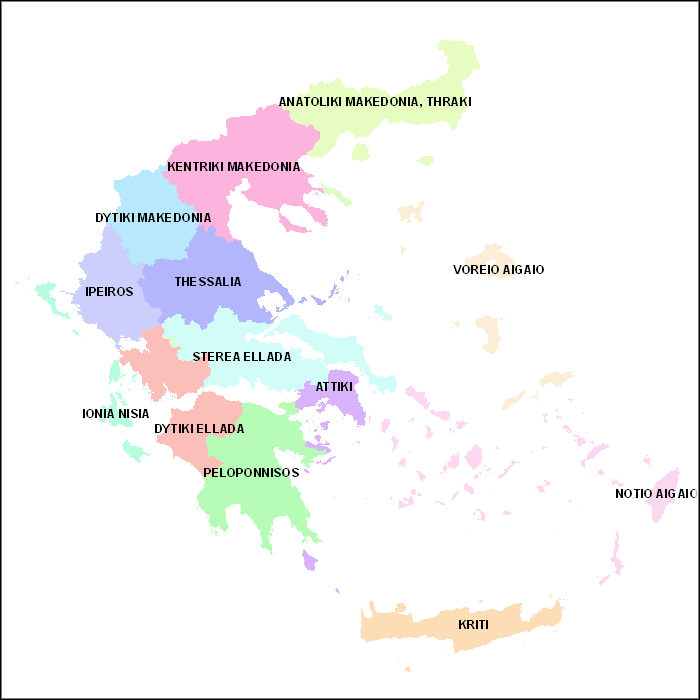 ANATOLIKI MAKEDONIA, THRAKI
KENTRIKI MAKEDONIA
DYTIKI MAKEDONIA
VOREIO AIGAIO
THESSALIA
IPEIROS
STEREA ELLADA
ATTIKI
IONIA NISIA
DYTIKI ELLADA
PELOPONNISOS
NOTIO AIGAIO
KRITI